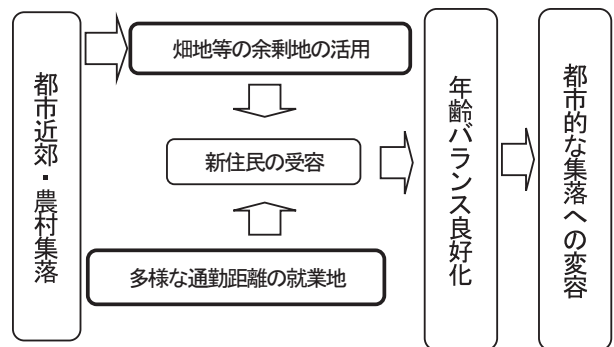 都市近郊・農村集落
畑地等の余剰地の活用
新住民の受容
多様な通勤距離の就業地
年齢バランス良好化
都市的な集落への変容